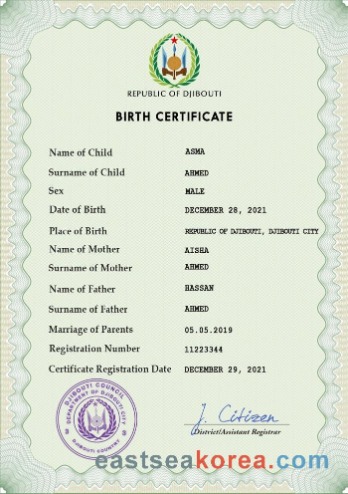 REPUBLIC OF DJIBOUTI
BIRTH CERTIFICATE
Name of Child ASMA
Surname of Child AHMED
Sex MALE
Date of Birth DECEMBER 28, 2021
Place of Birth REPUBLIC OF DJIBOUTI, DJIBOUTI CITY
Name of Mother AISHA
Surname of Mother AHMED
Name of Father HASSAN
Surname of Father AHMED
Marriage of Parents 05.05.2019
Registration Number 11223344
Certificate Registration Date DECEMBER 29, 2021
DJIBOUTI COUNCIL
DEPARTMENT OF DJIBOUTI CITY
DJIBOUTI COUNTRY
J. Citizen
District/Assistant Registrar
eastseakorea.com